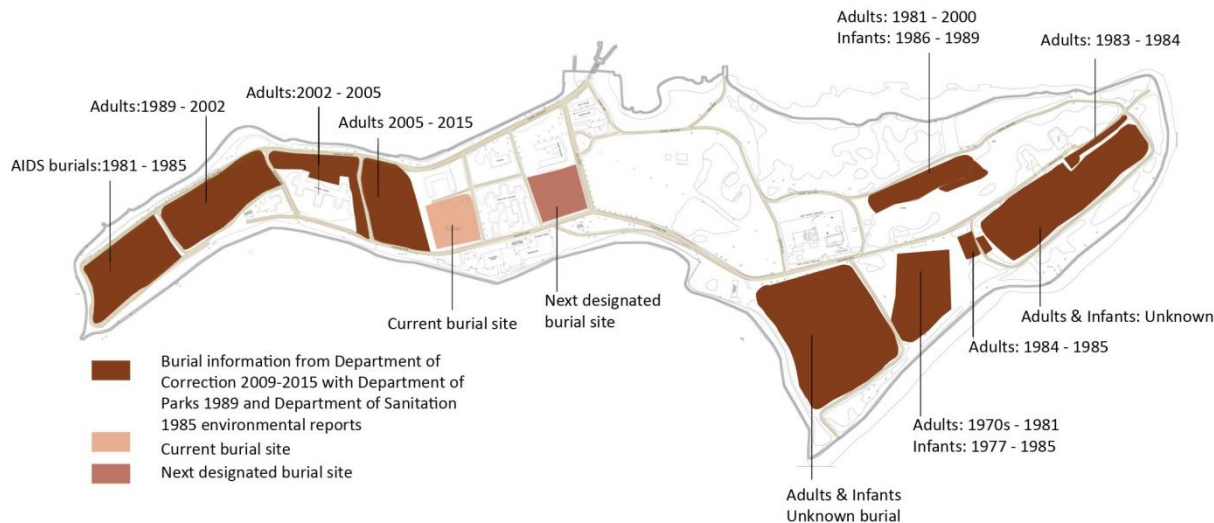 Adults: 1981 - 2000
Infants: 1986 - 1989
Adults: 1983 - 1984
Adults:2002 - 2005
Adults:1989 - 2002
Adults 2005 - 2015
AIDS burials:1981 - 1985
Current burial site
Next designated
burial site
Adults & Infants: Unknown
Adults: 1984 - 1985
Adults: 1970s - 1981
Infants: 1977 - 1985
Adults & Infants
Unknown burial
Burial information from Department of
Correction 2009-2015 with Department of
Parks 1989 and Department of Sanitation
1985 environmental reports
Current burial site
Next designated burial site